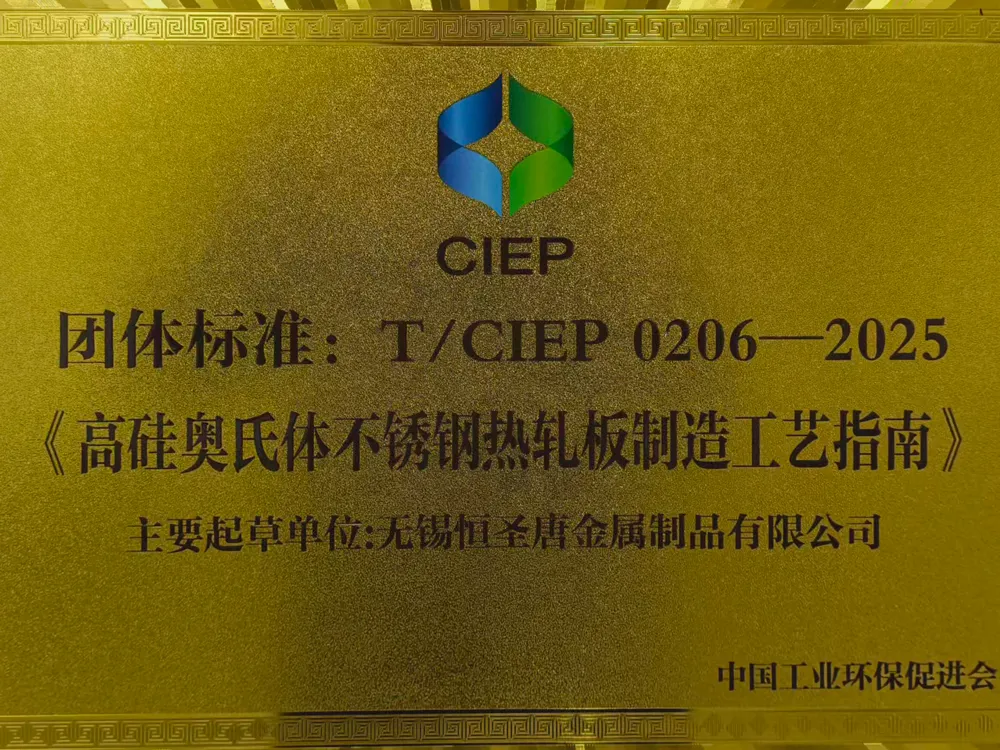 CIEP
团体标准：T/CIEP 0206—2025
《高硅奥氏体不锈钢热轧板制造工艺指南》
主要起草单位:无锡恒圣唐金属制品有限公司
中国工业环保促进会